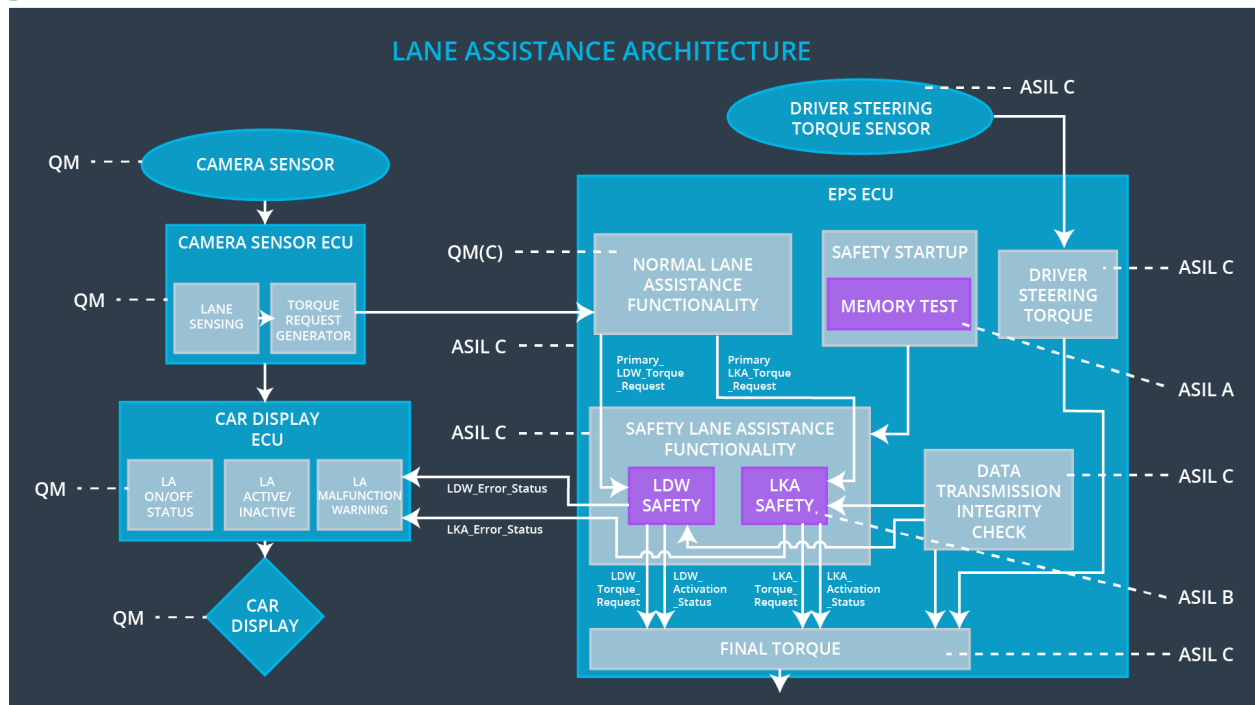 LANE ASSISTANCE ARCHITECTURE
ASIL C
DRIVER STEERING
TORQUE SENSOR
QM
CAMERA SENSOR
EPS ECU
CAMERA SENSOR ECU
QM(C)
NORMAL LANE
ASSISTANCE
FUNCTIONALITY
SAFETY STARTUP
MEMORY TEST
DRIVER
STEERING
TORQUE
ASIL C
QM
LANE
SENSING
TORQUE
REQUEST
GENERATOR
ASIL C
Primary_
LDW_Torque
_Request
Primary
LKA_Torque
_Request
ASIL A
CAR DISPLAY
ECU
ASIL C
SAFETY LANE ASSISTANCE
FUNCTIONALITY
QM
LA
ON/OFF
STATUS
LA
ACTIVE/
INACTIVE
LA
MALFUNCTION
WARNING
LDW_Error_Status
LKA_Error_Status
LDW
SAFETY
LKA
SAFETY
DATA
TRANSMISSION
INTEGRITY
CHECK
ASIL C
LDW_
Torque_
Request
LDW_
Activation
_Status
LKA_
Torque_
Request
LKA_
Activation
_Status
ASIL B
QM
CAR
DISPLAY
FINAL TORQUE
ASIL C